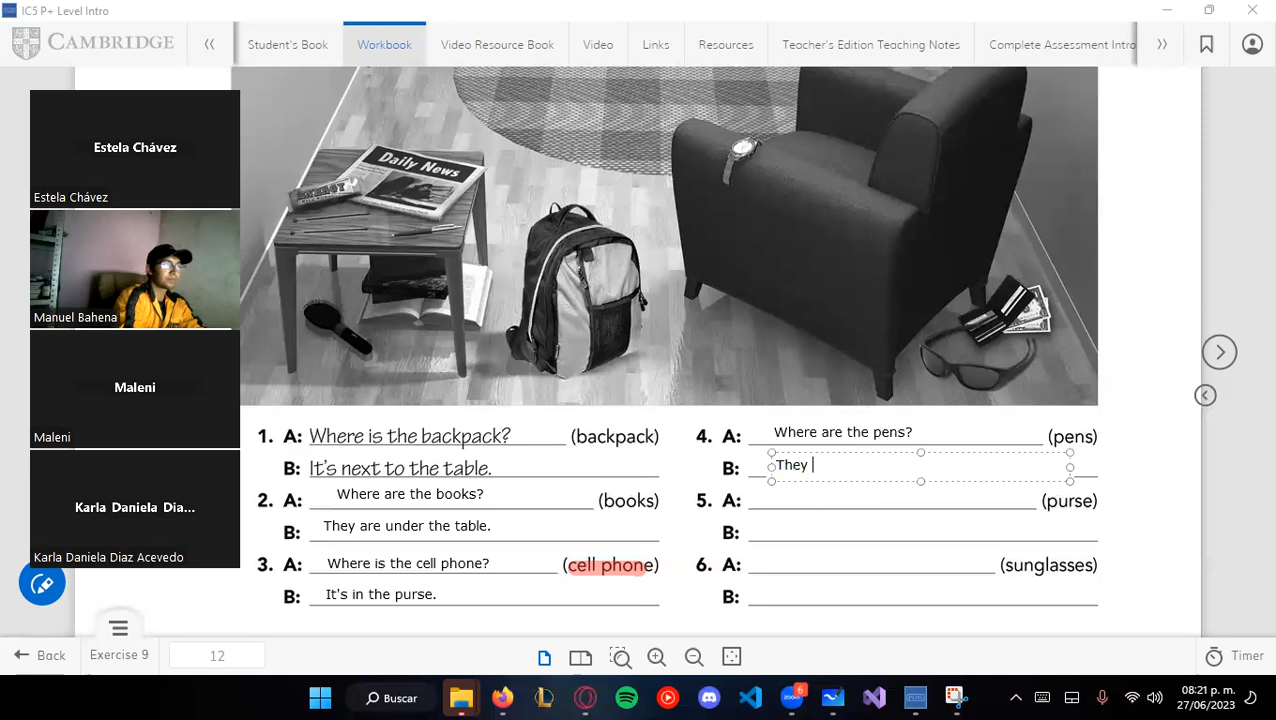 IC5 P+ Level Intro
CAMBRIDGE
Student's Book
Workbook
Video Resource Book
Video
Links
Resources
Teacher's Edition Teaching Notes
Complete Assessment Intro
Estela Chávez
Estela Chávez
Manuel Bahena
Maleni
Maleni
Karla Daniela Dia...
Karla Daniela Diaz Acevedo
Daily News
ENERGY
1. A: Where is the backpack? (backpack)
B: It's next to the table.
2. A: Where are the books? (books)
B: They are under the table.
3. A: Where is the cell phone? (cell phone)
B: It's in the purse.
4. A: Where are the pens? (pens)
B: They
5. A: (purse)
B:
6. A: (sunglasses)
B:
Back
Exercise 9
12
Timer
Buscar
6
08:21 p. m.
27/06/2023